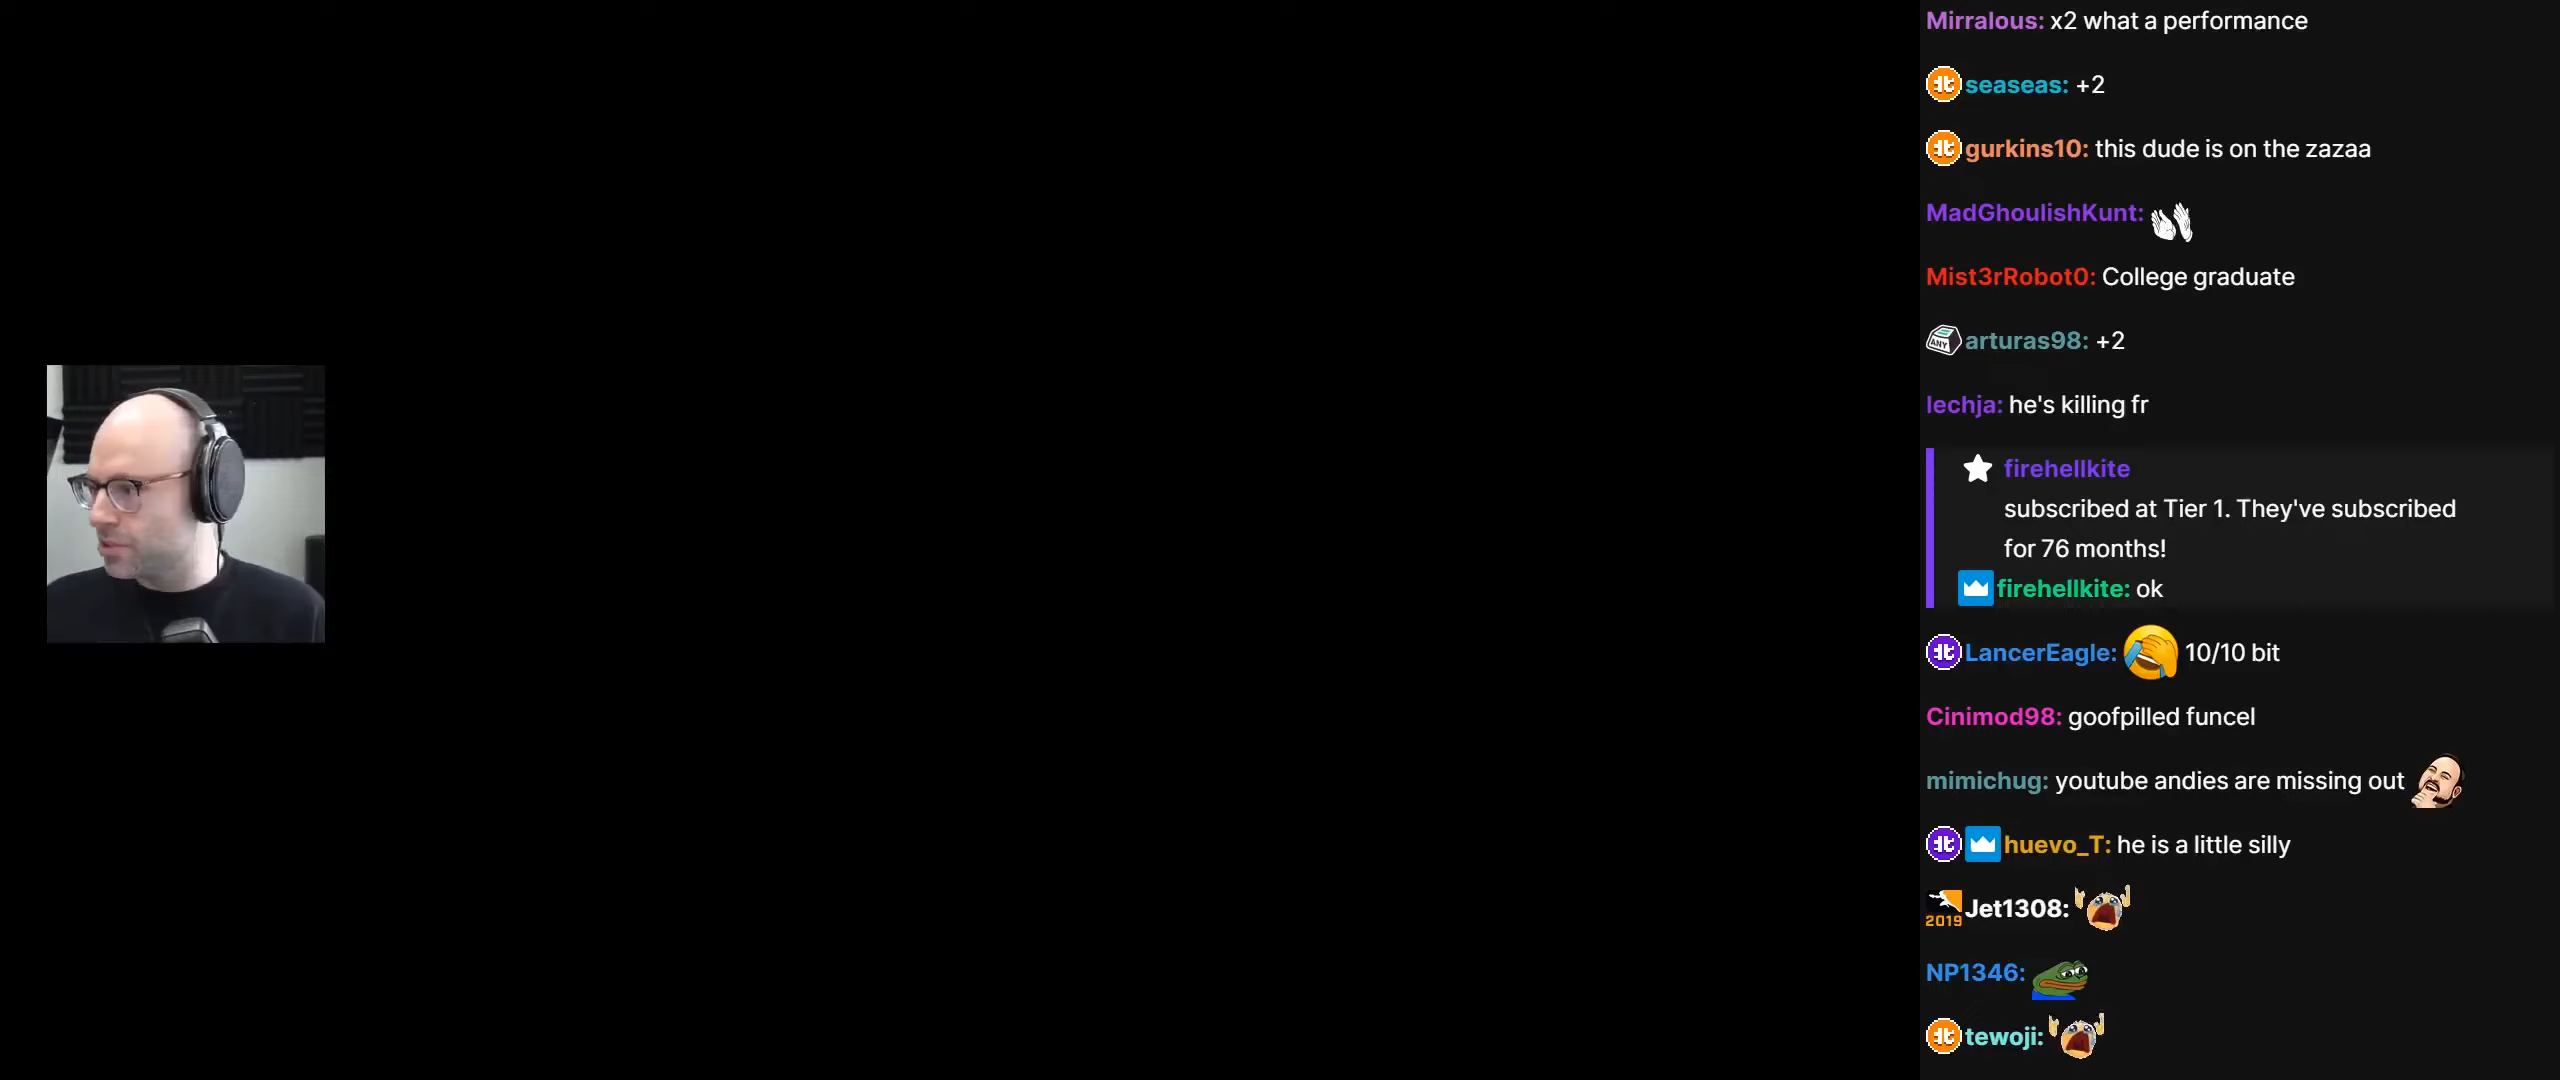 Mirralous: x2 what a performance
seaseas: +2
gurkins10: this dude is on the zazaa
MadGhoulishKunt:
Mist3rRobot0: College graduate
ANY arturas98: +2
lechja: he's killing fr
firehellkite
subscribed at Tier 1. They've subscribed
for 76 months!
firehellkite: ok
LancerEagle: 10/10 bit
Cinimod98: goofpilled funcel
mimichug: youtube andies are missing out
huevo_T: he is a little silly
2019 Jet1308:
NP1346:
tewoji: